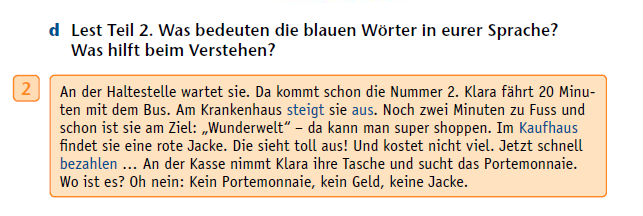 d Lest Teil 2. Was bedeuten die blauen Wörter in eurer Sprache?
Was hilft beim Verstehen?
2
An der Haltestelle wartet sie. Da kommt schon die Nummer 2. Klara fährt 20 Minu-
ten mit dem Bus. Am Krankenhaus steigt sie aus. Noch zwei Minuten zu Fuss und
schon ist sie am Ziel: „Wunderwelt“ – da kann man super shoppen. Im Kaufhaus
findet sie eine rote Jacke. Die sieht toll aus! Und kostet nicht viel. Jetzt schnell
bezahlen … An der Kasse nimmt Klara ihre Tasche und sucht das Portemonnaie.
Wo ist es? Oh nein: Kein Portemonnaie, kein Geld, keine Jacke.